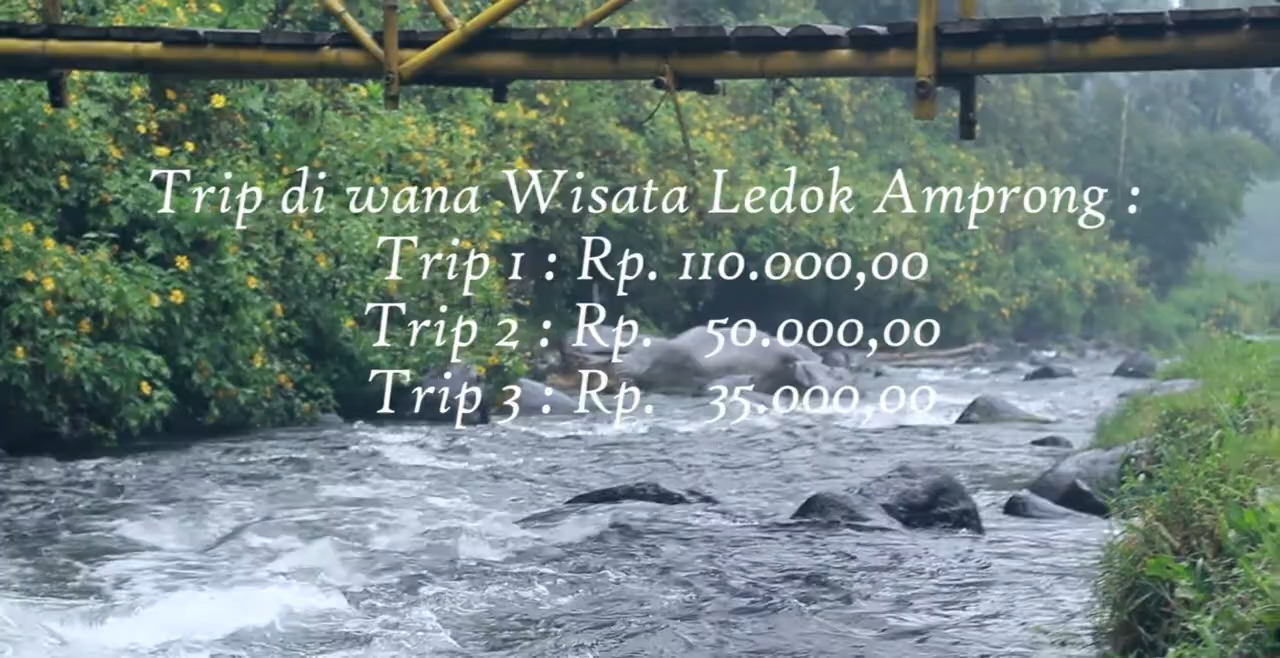 Trip di wana Wisata Ledok Amprong :
Trip 1 : Rp. 110.000,00
Trip 2 : Rp. 50.000,00
Trip 3 : Rp. 35.000,00